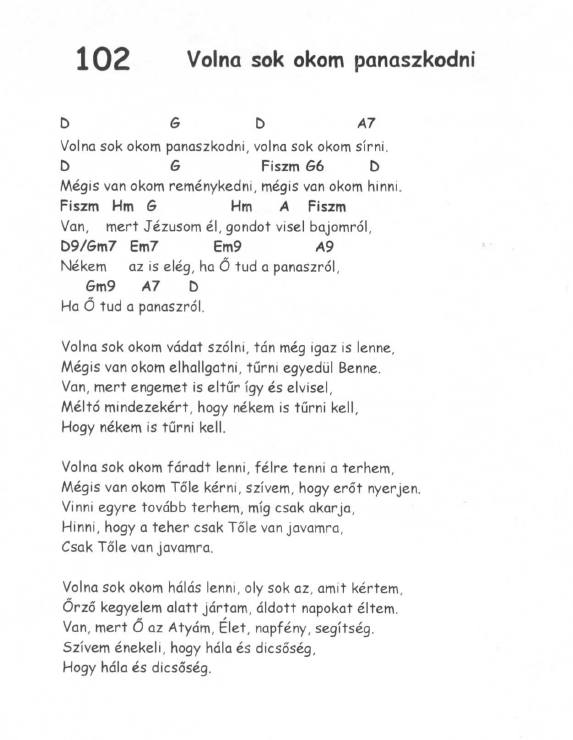 102 Volna sok okom panaszkodni
D G D A7
Volna sok okom panaszkodni, volna sok okom sírni.
D G Fiszm G6 D
Mégis van okom reménykedni, mégis van okom hinni.
Fiszm Hm G Hm A Fiszm
Van, mert Jézusom él, gondot visel bajomról,
D9/Gm7 Em7 Em9 A9
Nékem az is elég, ha Ő tud a panaszról,
Gm9 A7 D
Ha Ő tud a panaszról.
Volna sok okom vádat szólni, tán még igaz is lenne,
Mégis van okom elhallgatni, tűrni egyedül Benne.
Van, mert engemet is eltűr így és elvisel,
Méltó mindezekért, hogy nékem is tűrni kell,
Hogy nékem is tűrni kell.
Volna sok okom fáradt lenni, félre tenni a terhem,
Mégis van okom Tőle kérni, szívem, hogy erőt nyerjen.
Vinni egyre tovább terhem, míg csak akarja,
Hinni, hogy a teher csak Tőle van javamra,
Csak Tőle van javamra.
Volna sok okom hálás lenni, oly sok az, amit kértem,
Őrző kegyelem alatt jártam, áldott napokat éltem.
Van, mert Ő az Atyám, Élet, napfény, segítség.
Szívem énekeli, hogy hála és dicsőség,
Hogy hála és dicsőség.